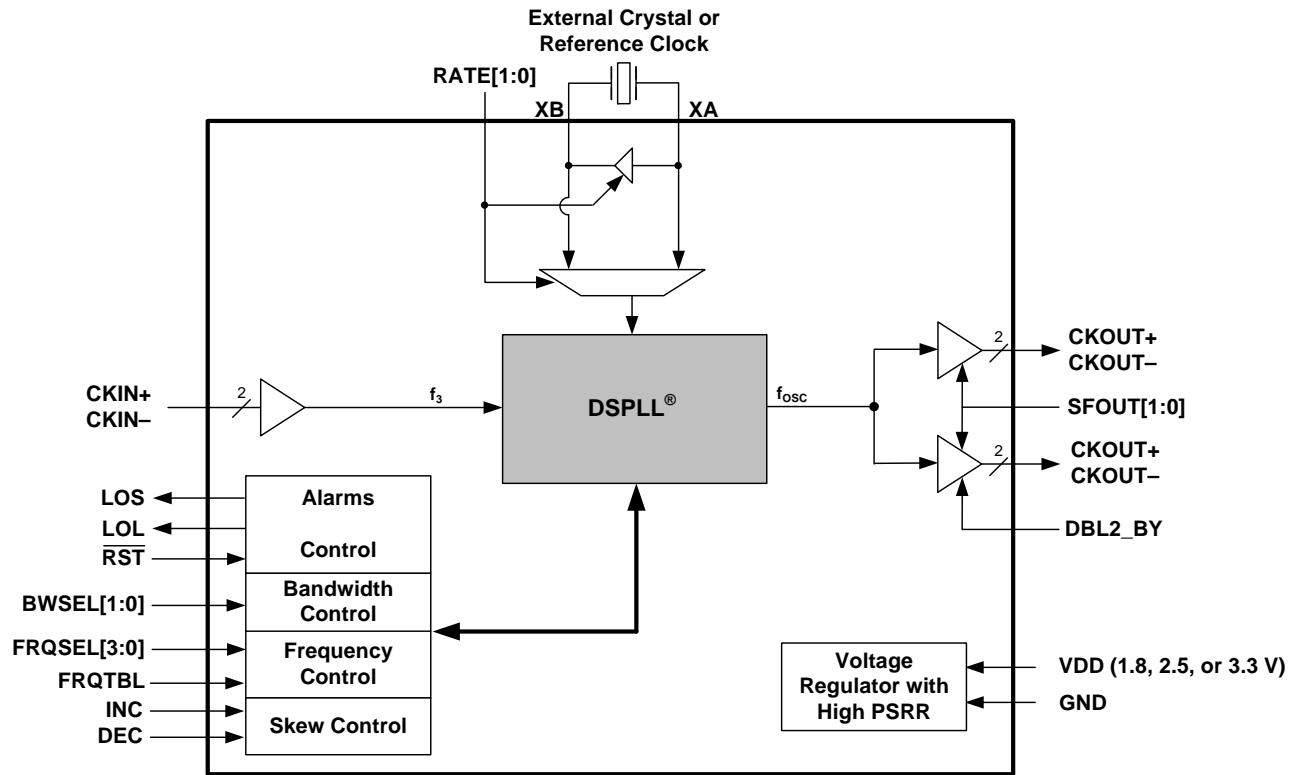 External Crystal or
Reference Clock
RATE[1:0]
XB
XA
CKIN+
CKIN–
2
f₃
DSPLL®
fOSC
2
CKOUT+
CKOUT–
SFOUT[1:0]
2
CKOUT+
CKOUT–
DBL2_BY
LOS
LOL
RST
BWSEL[1:0]
FRQSEL[3:0]
FRQTBL
INC
DEC
Alarms
Control
Bandwidth
Control
Frequency
Control
Skew Control
Voltage
Regulator with
High PSRR
VDD (1.8, 2.5, or 3.3 V)
GND